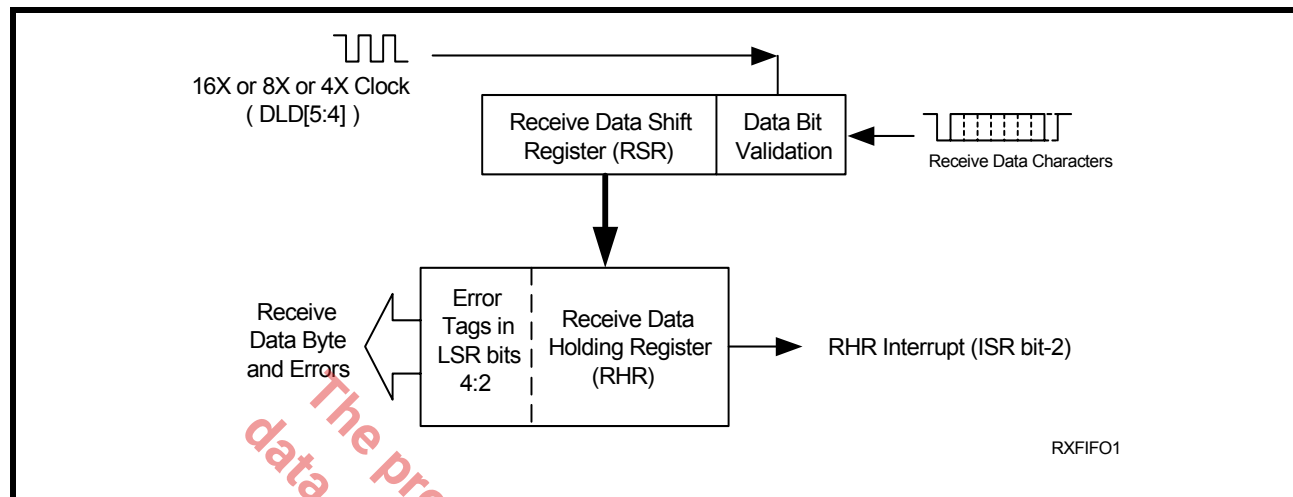 16X or 8X or 4X Clock
( DLD[5:4] )
Receive Data Shift
Register (RSR)
Data Bit
Validation
Receive Data Characters
Receive
Data Byte
and Errors
Error
Tags in
LSR bits
4:2
Receive Data
Holding Register
(RHR)
RHR Interrupt (ISR bit-2)
The
data
RXFIFO1